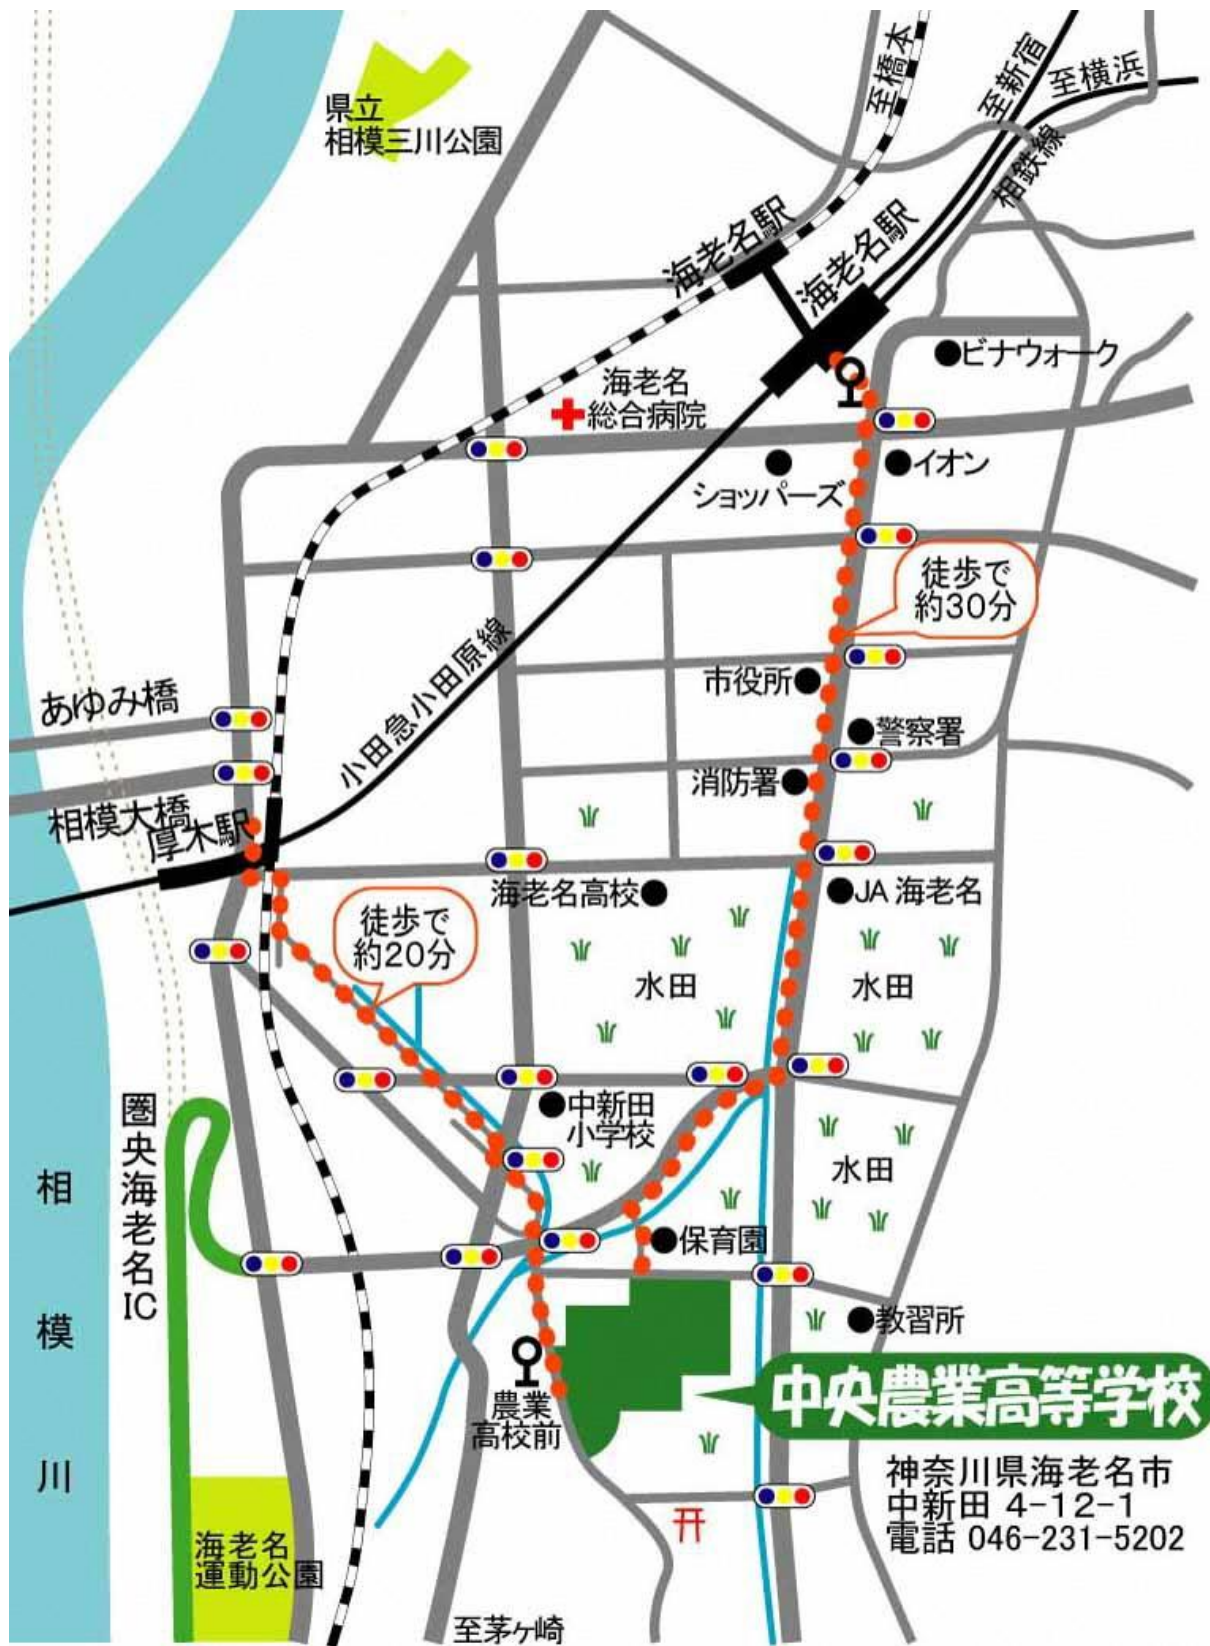 至橋本
至新宿
至横浜
相鉄線
県立
相模三川公園
海老名駅
海老名駅
ビナウォーク
海老名
総合病院
イオン
ショッパーズ
徒歩で
約30分
市役所
警察署
消防署
小田急小田原線
あゆみ橋
相模大橋
厚木駅
海老名高校
JA 海老名
徒歩で
約20分
水田
水田
中新田
小学校
水田
圏央海老名IC
相模川
保育園
教習所
農業
高校前
中央農業高等学校
神奈川県海老名市
中新田 4-12-1
電話 046-231-5202
海老名
運動公園
至茅ヶ崎